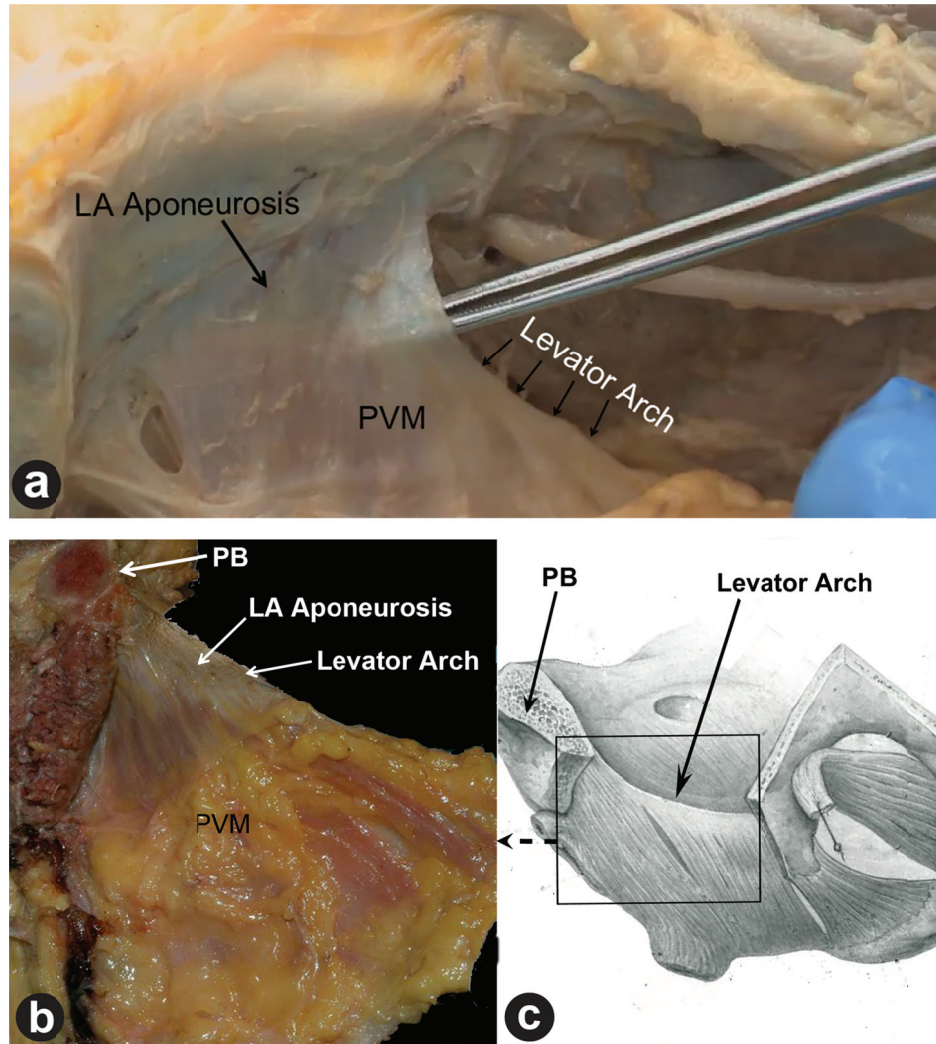 LA Aponeurosis
Levator Arch
PVM
a
PB
LA Aponeurosis
Levator Arch
PVM
b
PB
Levator Arch
c